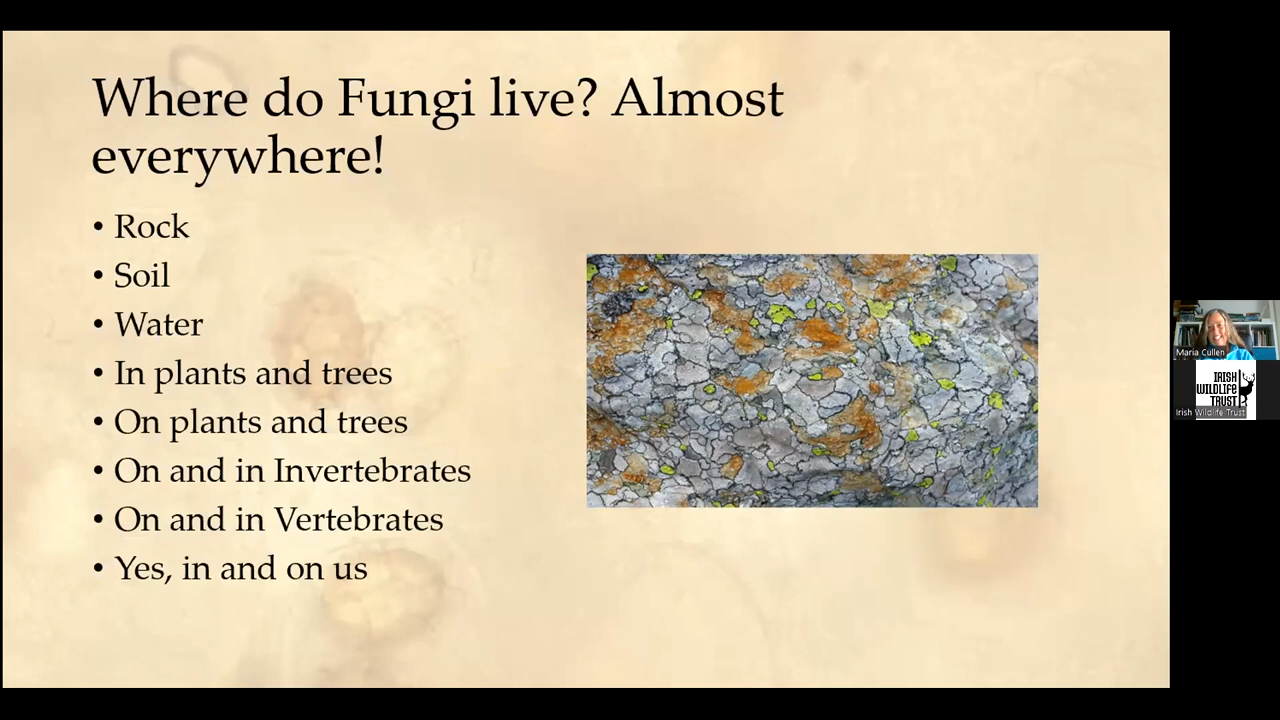 Where do Fungi live? Almost
everywhere!
• Rock
• Soil
• Water
• In plants and trees
• On plants and trees
• On and in Invertebrates
• On and in Vertebrates
• Yes, in and on us
Maria Cullen
IRISH
WILDLIFE
TRUST
Irish Wildlife Trust